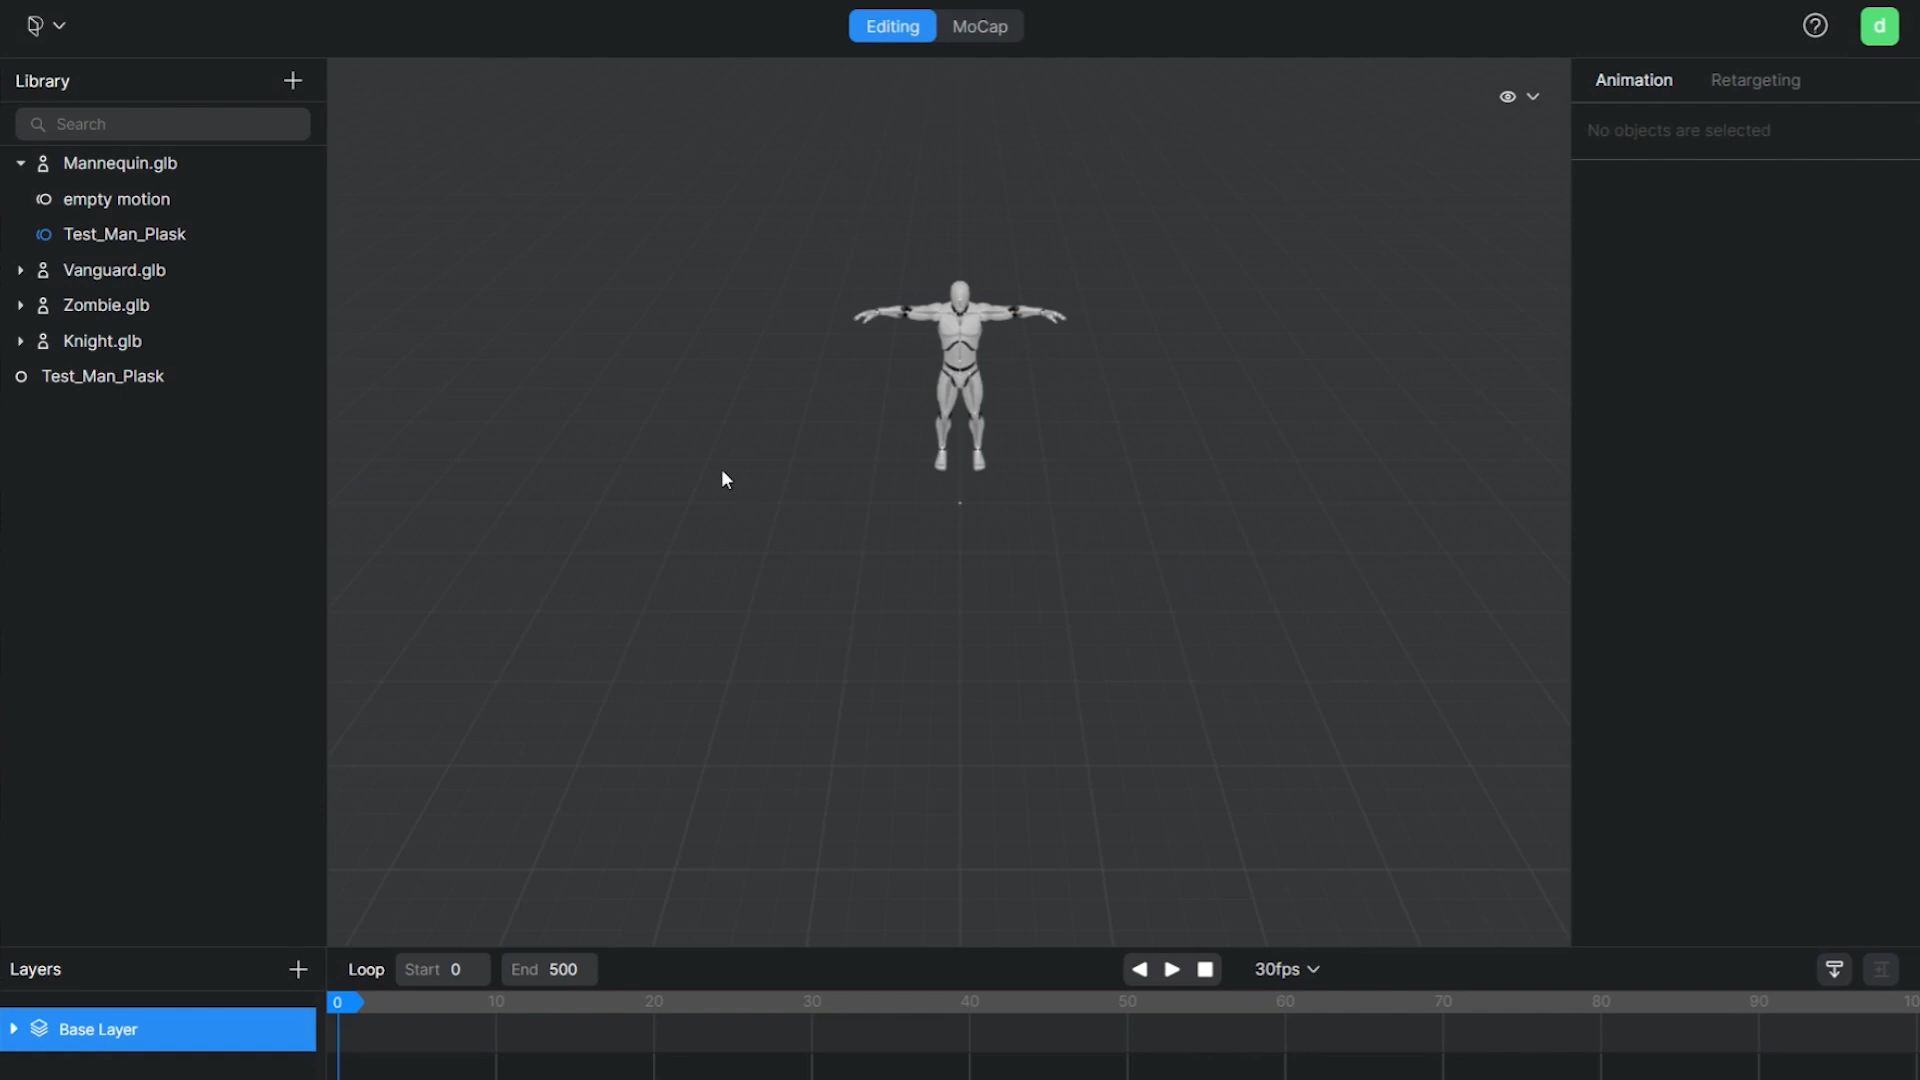 Editing
MoCap
d
Library
Search
Mannequin.glb
empty motion
Test_Man_Plask
Vanguard.glb
Zombie.glb
Knight.glb
Test_Man_Plask
Animation
Retargeting
No objects are selected
Layers
Loop
Start 0
End 500
30fps
0 10 20 30 40 50 60 70 80 90 10
Base Layer